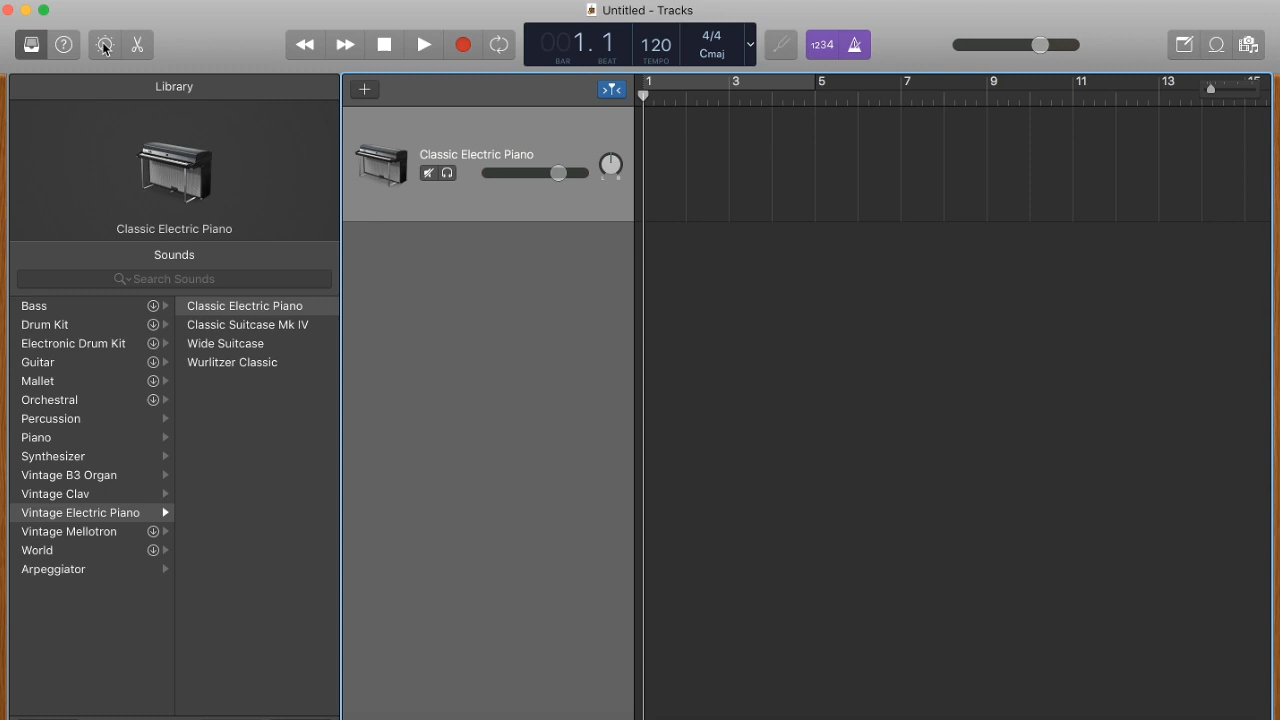 Untitled - Tracks
001. 1
BAR
BEAT
120
TEMPO
4/4
Cmaj
1234
Library
Classic Electric Piano
Sounds
Search Sounds
Bass
Drum Kit
Electronic Drum Kit
Guitar
Mallet
Orchestral
Percussion
Piano
Synthesizer
Vintage B3 Organ
Vintage Clav
Vintage Electric Piano
Vintage Mellotron
World
Arpeggiator
Classic Electric Piano
Classic Suitcase Mk IV
Wide Suitcase
Wurlitzer Classic
1 3 5 7 9 11 13 15
Classic Electric Piano
L R